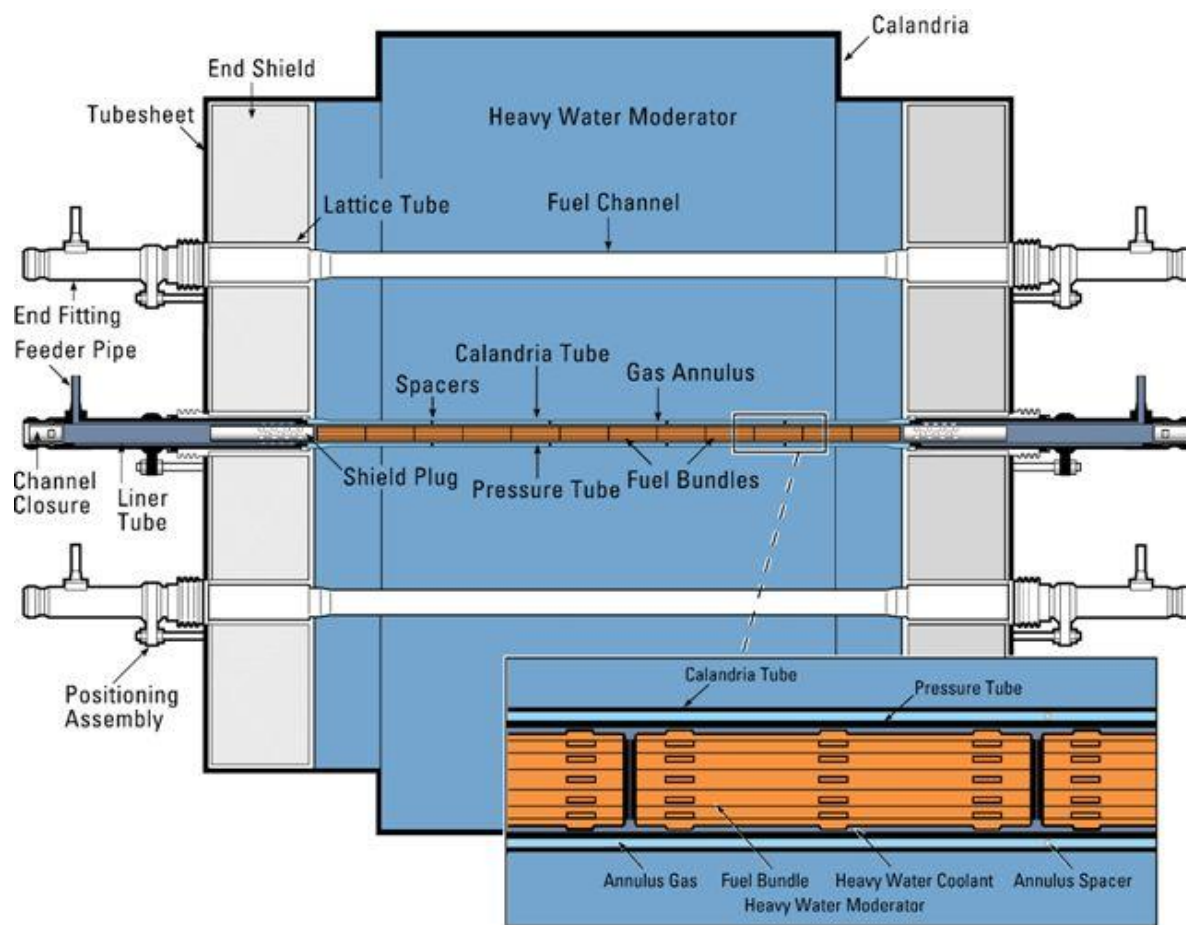 Calandria
End Shield
Tubesheet
Heavy Water Moderator
Lattice Tube
Fuel Channel
End Fitting
Feeder Pipe
Calandria Tube
Spacers
Gas Annulus
Channel
Closure
Liner
Tube
Shield Plug
Pressure Tube
Fuel Bundles
Positioning
Assembly
Calandria Tube
Pressure Tube
Annulus Gas
Fuel Bundle
Heavy Water Coolant
Annulus Spacer
Heavy Water Moderator